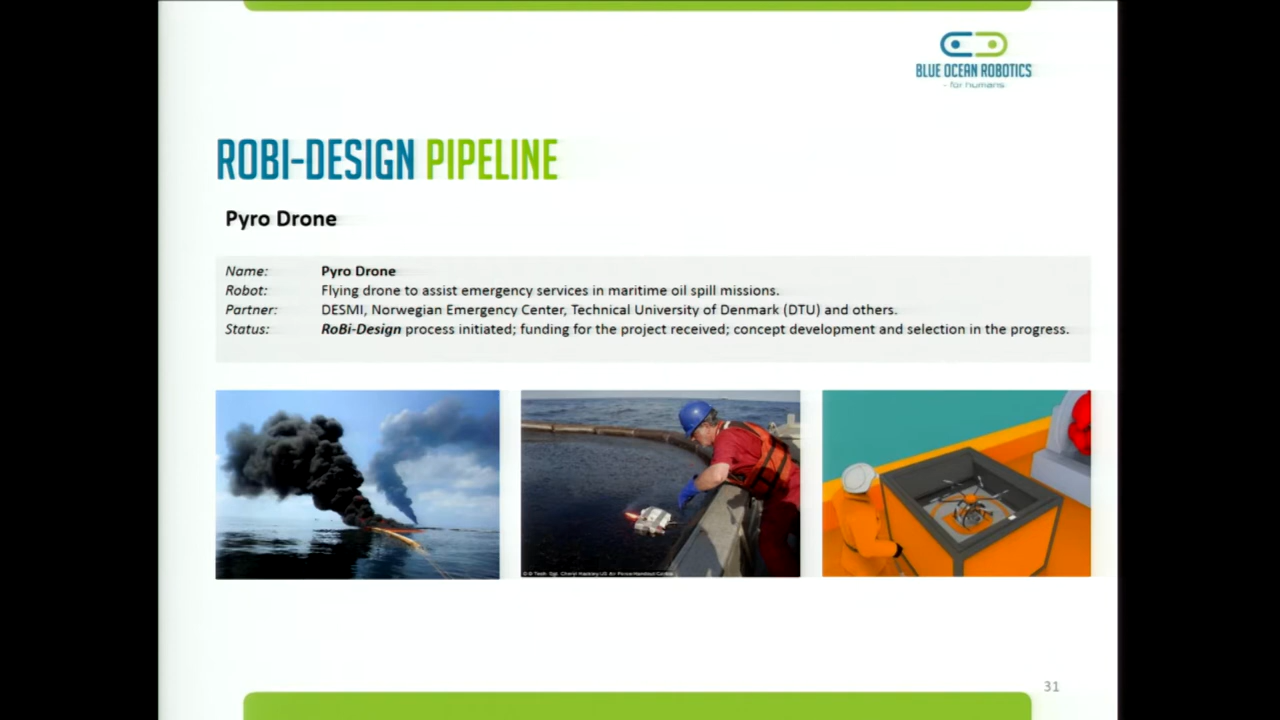 BLUE OCEAN ROBOTICS
- for humans
ROBI-DESIGN PIPELINE
Pyro Drone
Name: Pyro Drone
Robot: Flying drone to assist emergency services in maritime oil spill missions.
Partner: DESMI, Norwegian Emergency Center, Technical University of Denmark (DTU) and others.
Status: RoBi-Design process initiated; funding for the project received; concept development and selection in the progress.
31